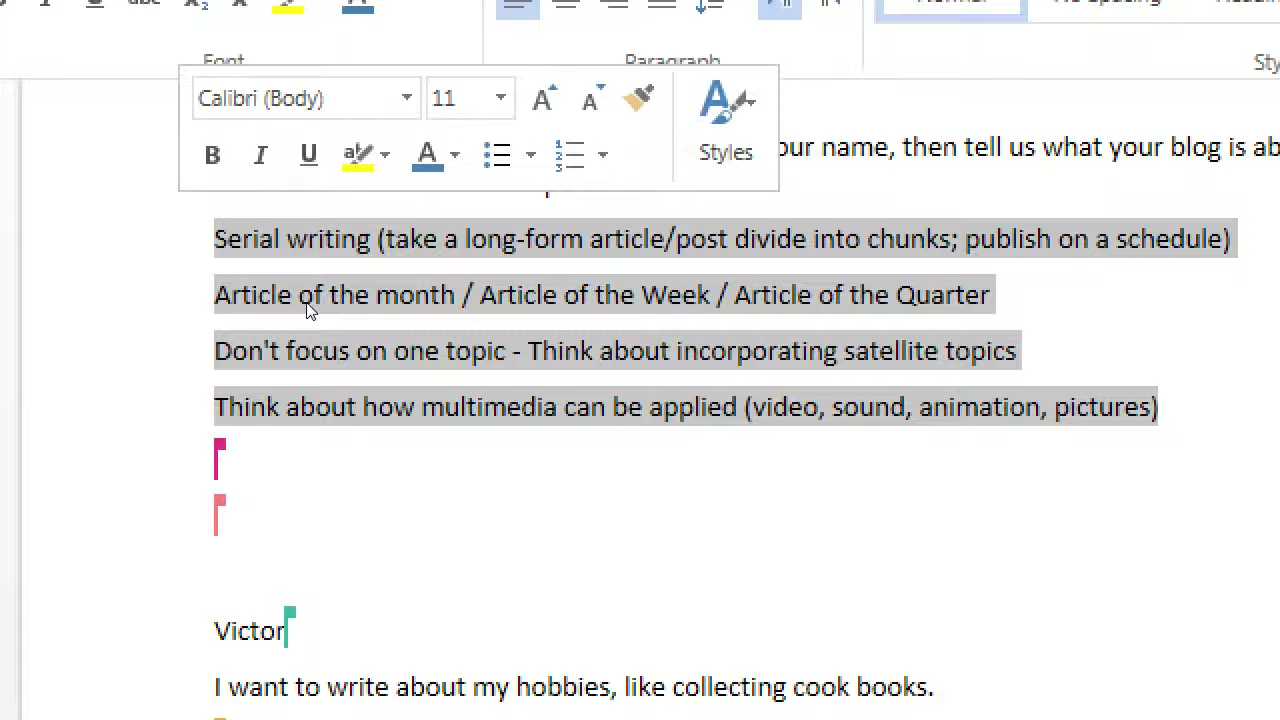 Font
Paragraph
Calibri (Body)
11
Styles
our name, then tell us what your blog is ab
Serial writing (take a long-form article/post divide into chunks; publish on a schedule)
Article of the month / Article of the Week / Article of the Quarter
Don't focus on one topic - Think about incorporating satellite topics
Think about how multimedia can be applied (video, sound, animation, pictures)
Victor
I want to write about my hobbies, like collecting cook books.